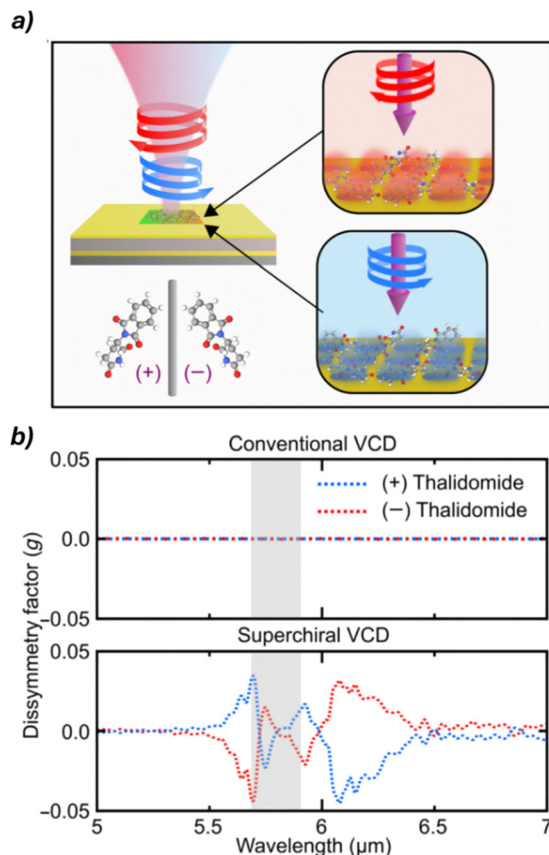 a)
(+)
(−)
b)
Conventional VCD
0.05
0.0
−0.05
(+) Thalidomide
(−) Thalidomide
Dissymmetry factor (g)
Superchiral VCD
0.05
0.0
−0.05
5
5.5
6
6.5
7
Wavelength (μm)